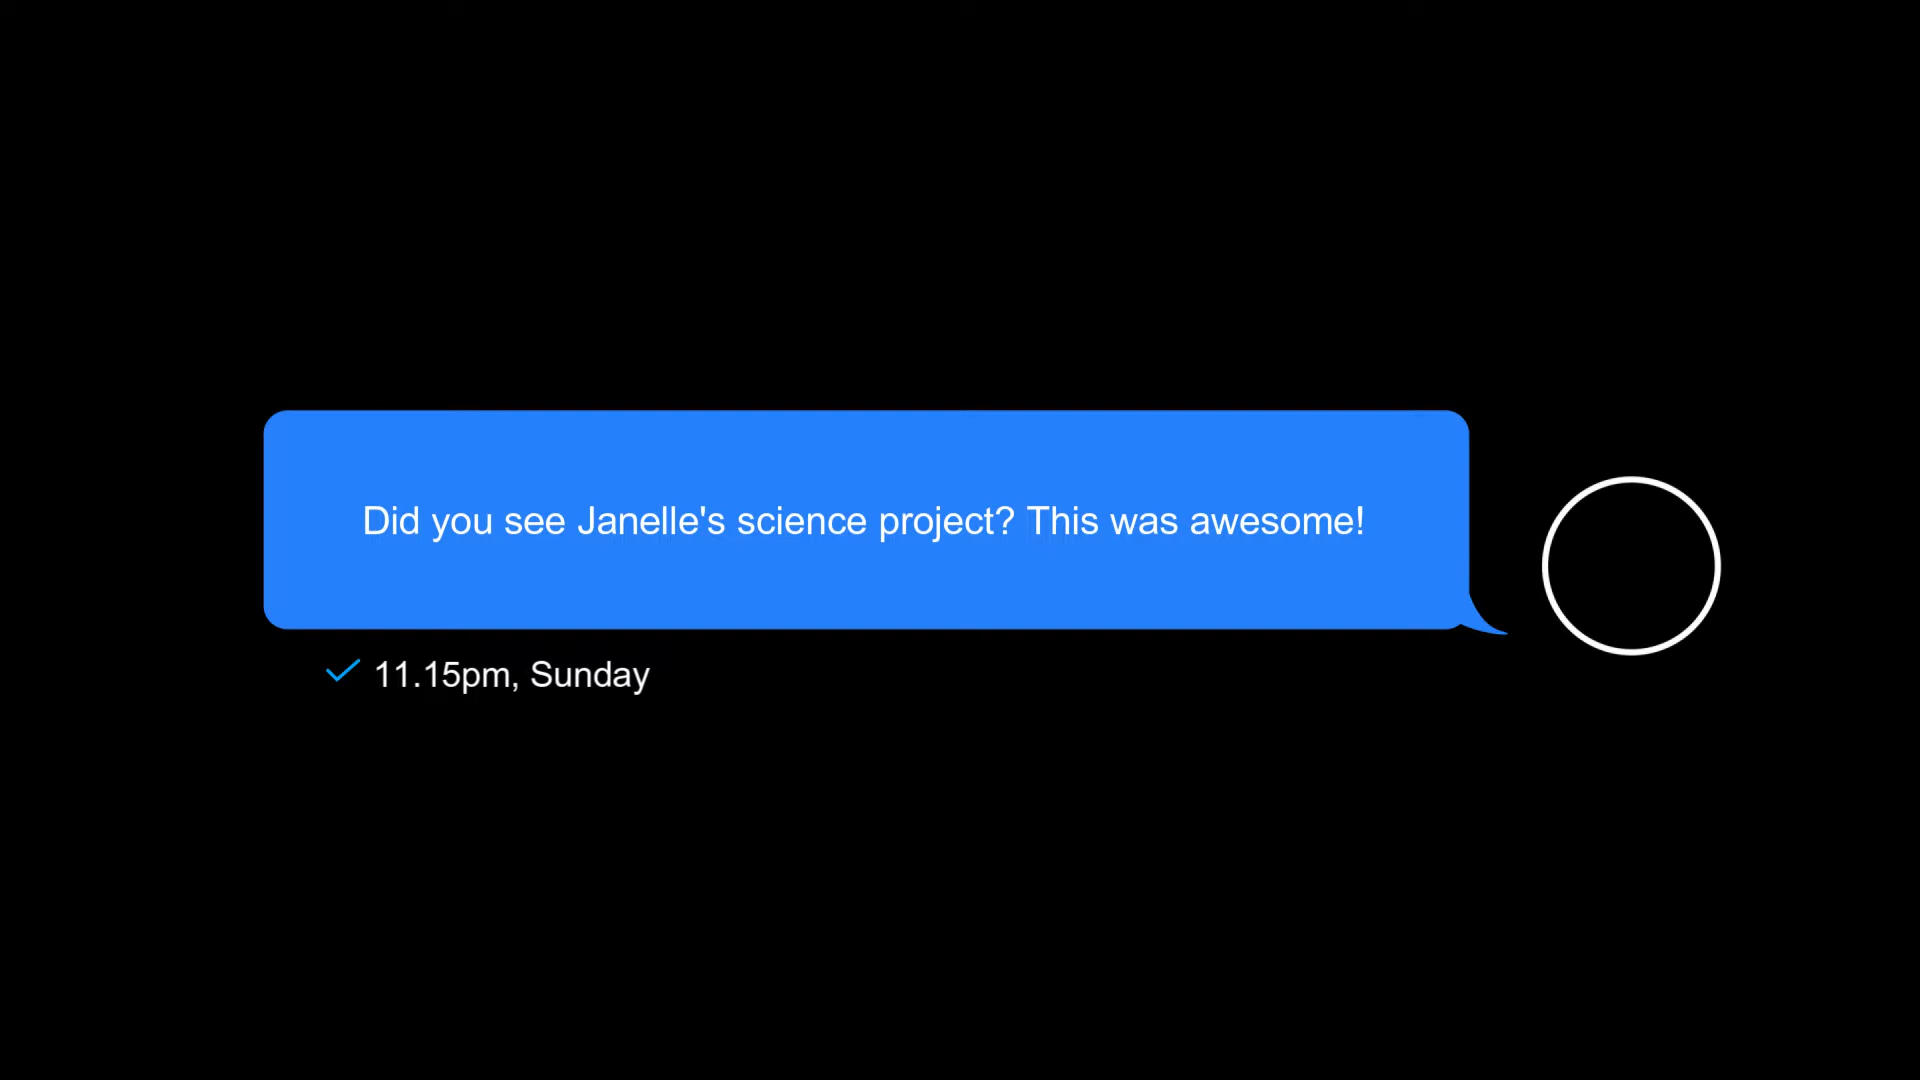 Did you see Janelle's science project? This was awesome!
11.15pm, Sunday